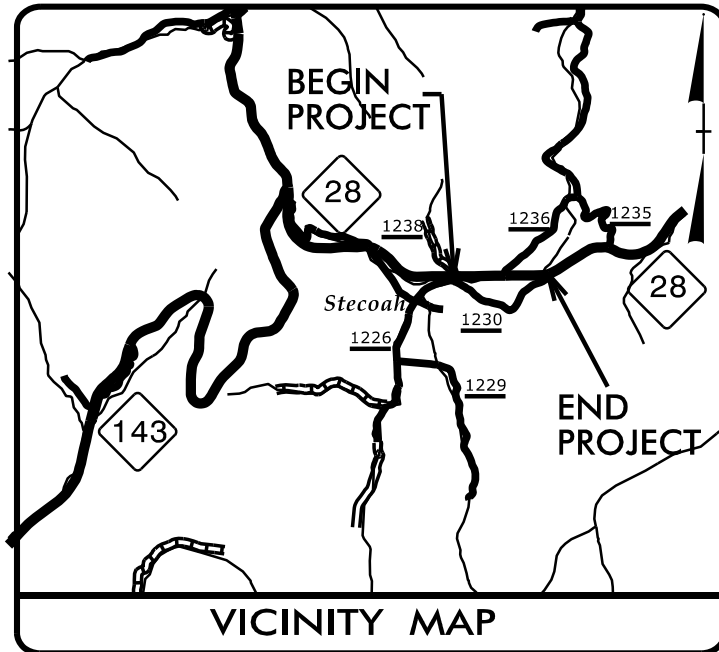 BEGIN
PROJECT
28
1238
1236
1235
28
Stecoah
1230
1226
1229
143
END
PROJECT
VICINITY MAP